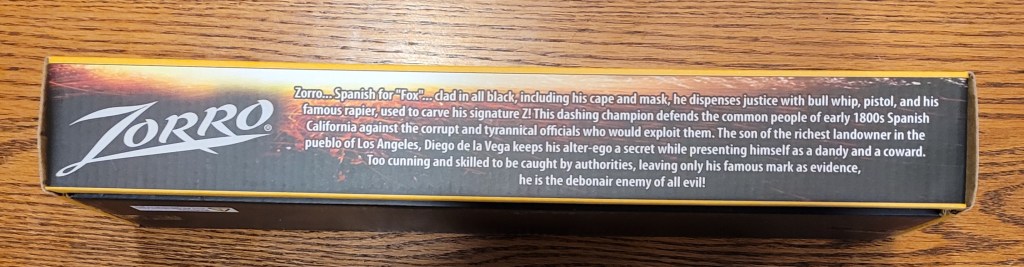 ZORRO®
Zorro... Spanish for "Fox"... clad in all black, including his cape and mask, he dispenses justice with bull whip, pistol, and his
famous rapier, used to carve his signature Z! This dashing champion defends the common people of early 1800s Spanish
California against the corrupt and tyrannical officials who would exploit them. The son of the richest landowner in the
pueblo of Los Angeles, Diego de la Vega keeps his alter-ego a secret while presenting himself as a dandy and a coward.
Too cunning and skilled to be caught by authorities, leaving only his famous mark as evidence,
he is the debonair enemy of all evil!